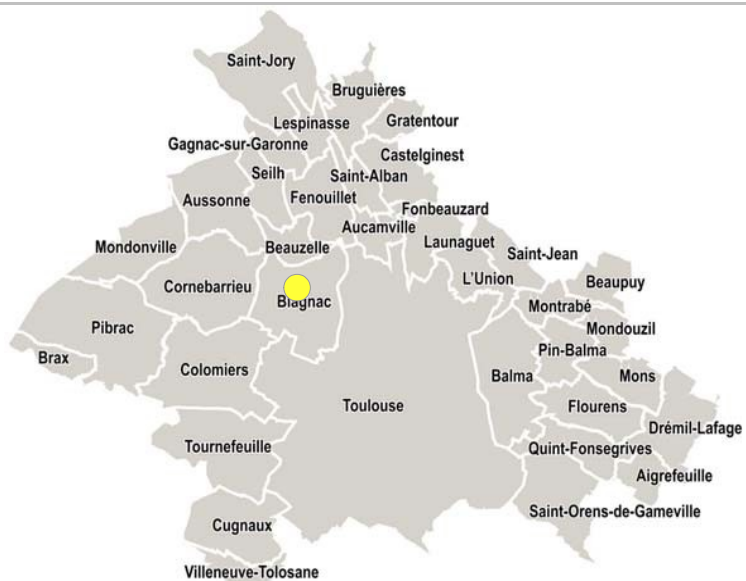 Saint-Jory
Bruguières
Lespinasse
Gratentour
Gagnac-sur-Garonne
Castelginest
Seilh
Saint-Alban
Aussonne
Fenouillet
Fonbeauzard
Aucamville
Launaguet
Mondonville
Beauzelle
Saint-Jean
L'Union
Beaupuy
Cornebarrieu
Blagnac
Montrabé
Pibrac
Mondouzil
Pin-Balma
Brax
Colomiers
Balma
Mons
Toulouse
Flourens
Drémil-Lafage
Tournefeuille
Quint-Fonsegrives
Aigrefeuille
Saint-Orens-de-Gameville
Cugnaux
Villeneuve-Tolosane